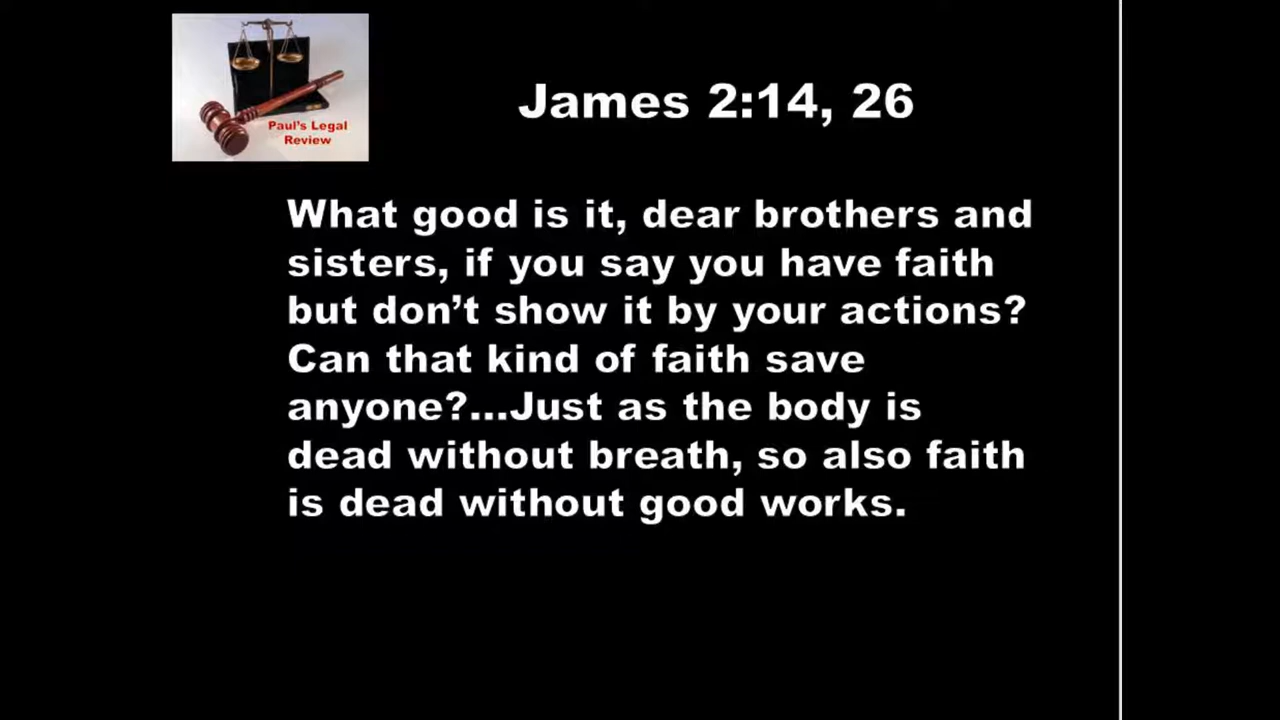 Paul's Legal
Review
James 2:14, 26
What good is it, dear brothers and
sisters, if you say you have faith
but don’t show it by your actions?
Can that kind of faith save
anyone?...Just as the body is
dead without breath, so also faith
is dead without good works.